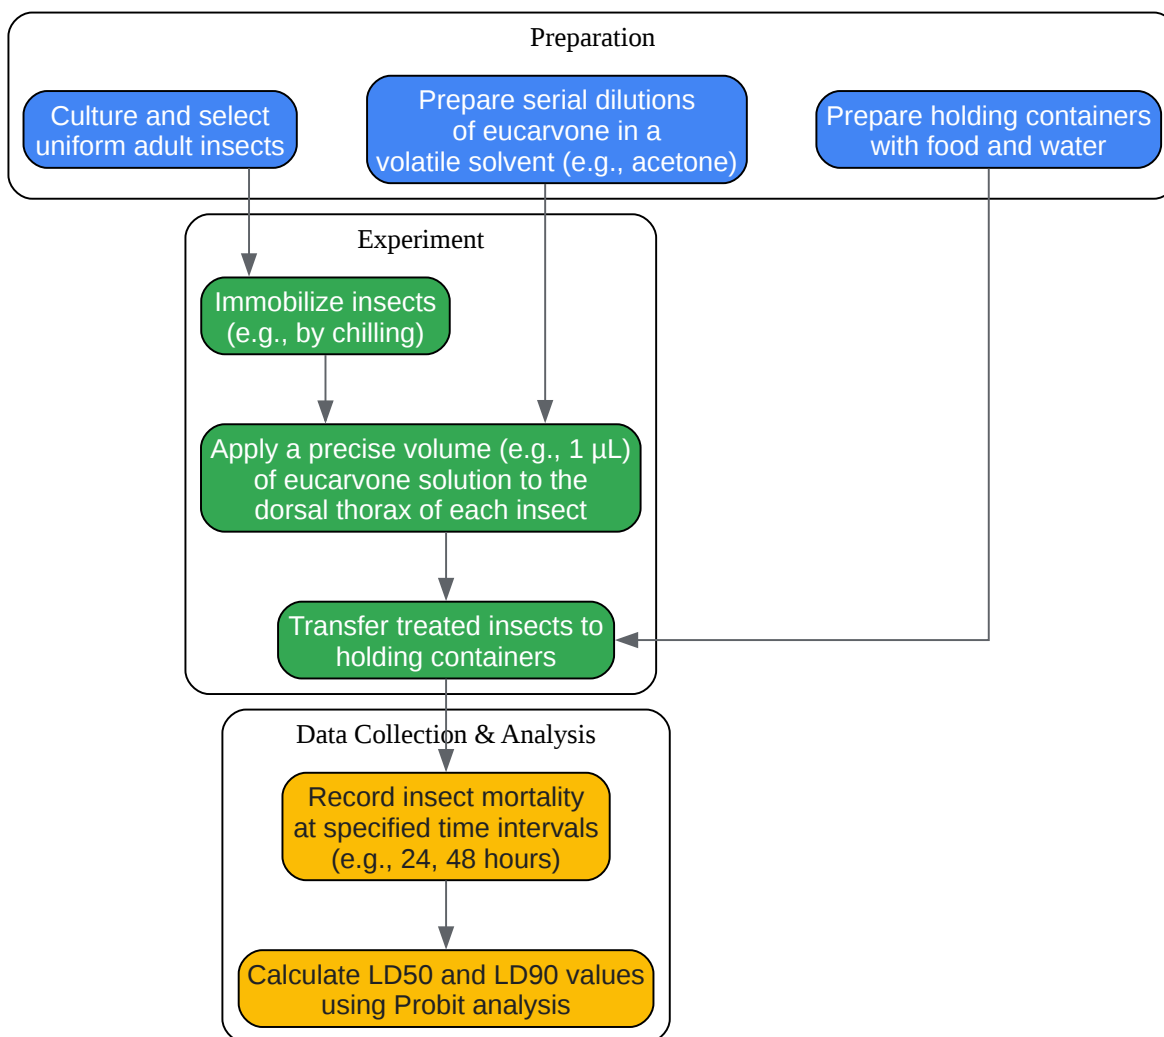 Preparation
Culture and select
uniform adult insects
Prepare serial dilutions
of eucarvone in a
volatile solvent (e.g., acetone)
Prepare holding containers
with food and water
Experiment
Immobilize insects
(e.g., by chilling)
Apply a precise volume (e.g., 1 µL)
of eucarvone solution to the
dorsal thorax of each insect
Transfer treated insects to
holding containers
Data Collection & Analysis
Record insect mortality
at specified time intervals
(e.g., 24, 48 hours)
Calculate LD50 and LD90 values
using Probit analysis